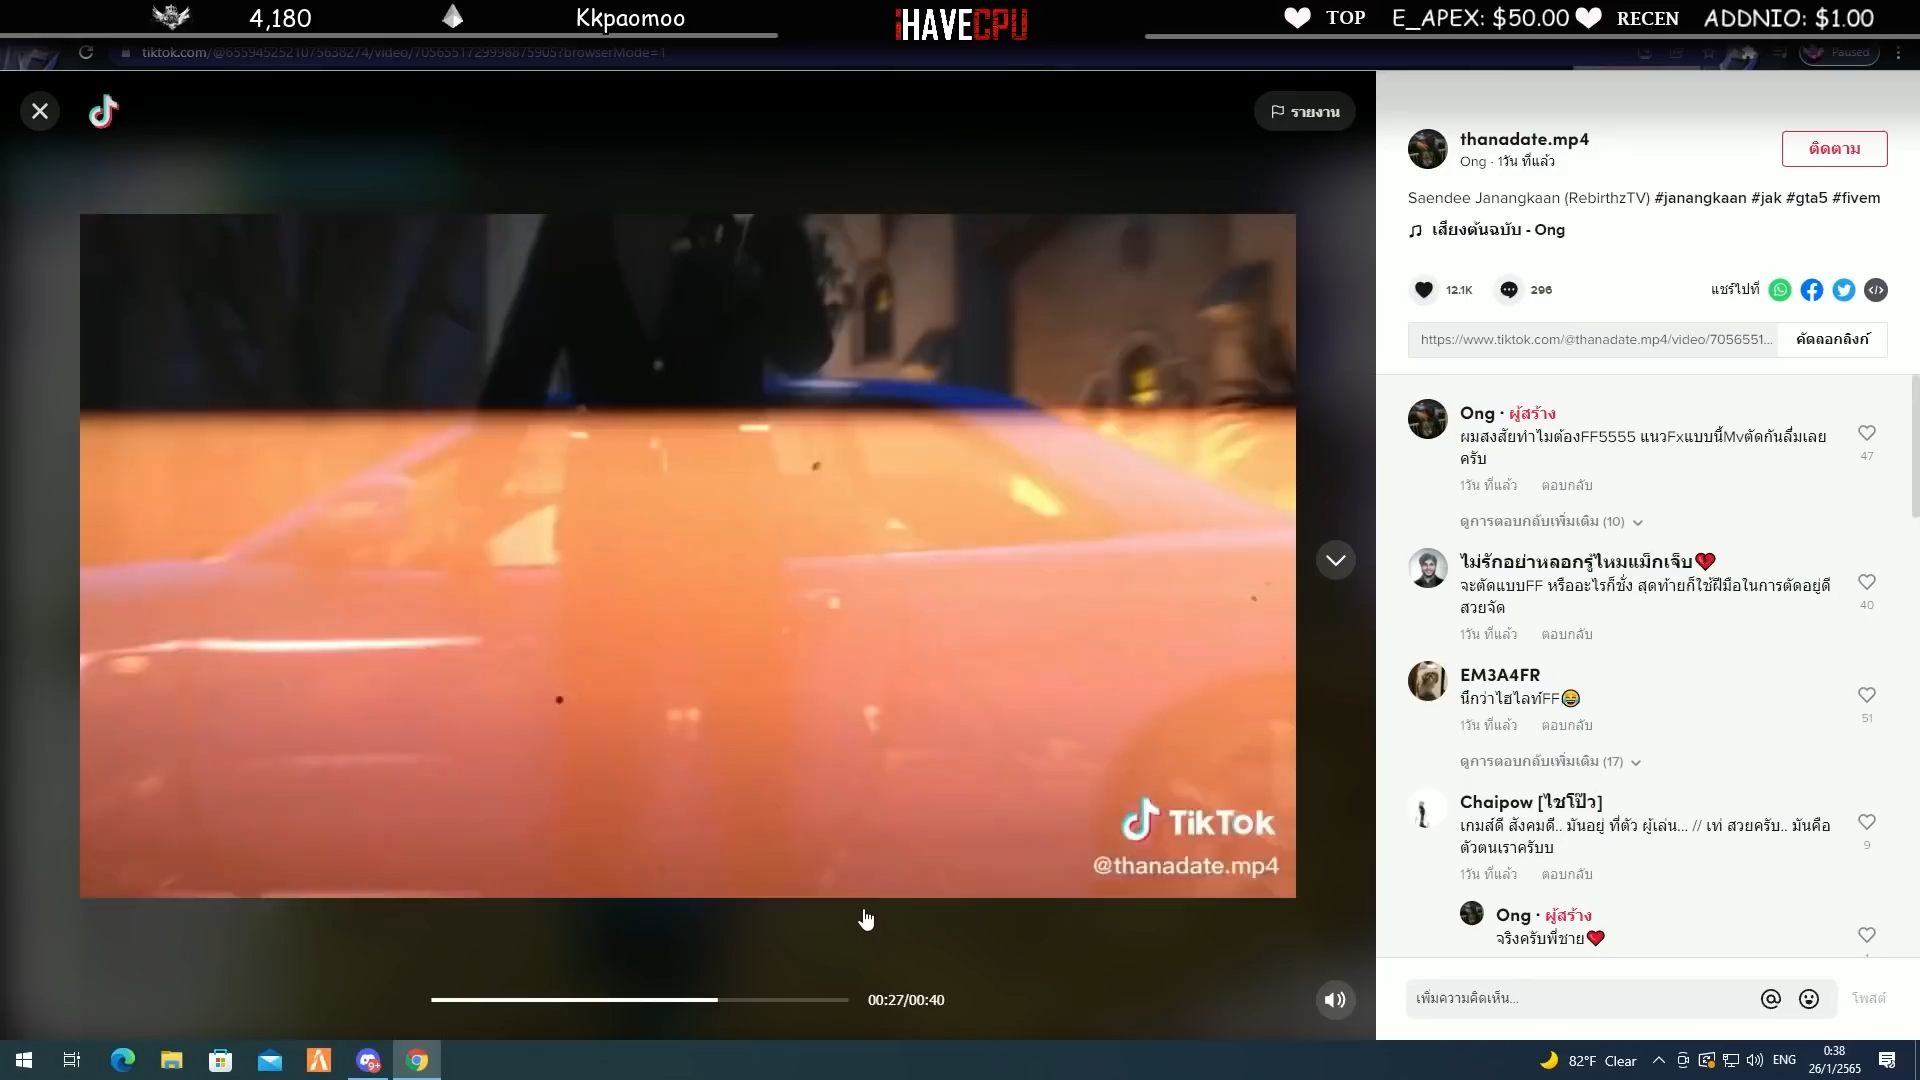 4,180
Kkpaomoo
iHAVECPU
TOP E_APEX: $50.00
RECEN ADDNIO: $1.00
tiktok.com/@6559452521075638274/video/7056551729998875905?browserMode=1
Paused
รายงาน
thanadate.mp4
Ong · 1วัน ที่แล้ว
ติดตาม
Saendee Janangkaan (RebirthzTV) #janangkaan #jak #gta5 #fivem
เสียงต้นฉบับ - Ong
12.1K
296
แชร์ไปที่
https://www.tiktok.com/@thanadate.mp4/video/7056551...
คัดลอกลิงก์
Ong · ผู้สร้าง
ผมสงสัยทำไมต้องFF5555 แนวFxแบบนี้Mvตัดกันลื่มเลย
ครับ
47
1วัน ที่แล้ว ตอบกลับ
ดูการตอบกลับเพิ่มเติม (10)
ไม่รักอย่าหลอกรู้ไหมแม็กเจ็บ💔
จะตัดแบบFF หรืออะไรก็ชั่ง สุดท้ายก็ใช้ฝีมือในการตัดอยู่ดี
สวยจัด
40
1วัน ที่แล้ว ตอบกลับ
EM3A4FR
นึกว่าไฮไลท์FF😂
51
1วัน ที่แล้ว ตอบกลับ
ดูการตอบกลับเพิ่มเติม (17)
Chaipow [ไชโป๊ว]
เกมส์ดี สังคมดี.. มันอยู่ ที่ตัว ผู้เล่น... // เท่ สวยครับ.. มันคือ
ตัวตนเราครับบ
9
1วัน ที่แล้ว ตอบกลับ
Ong · ผู้สร้าง
จริงครับพี่ชาย❤️
TikTok
@thanadate.mp4
00:27/00:40
เพิ่มความคิดเห็น...
โพสต์
9+
82°F Clear
ENG
0:38
26/1/2565